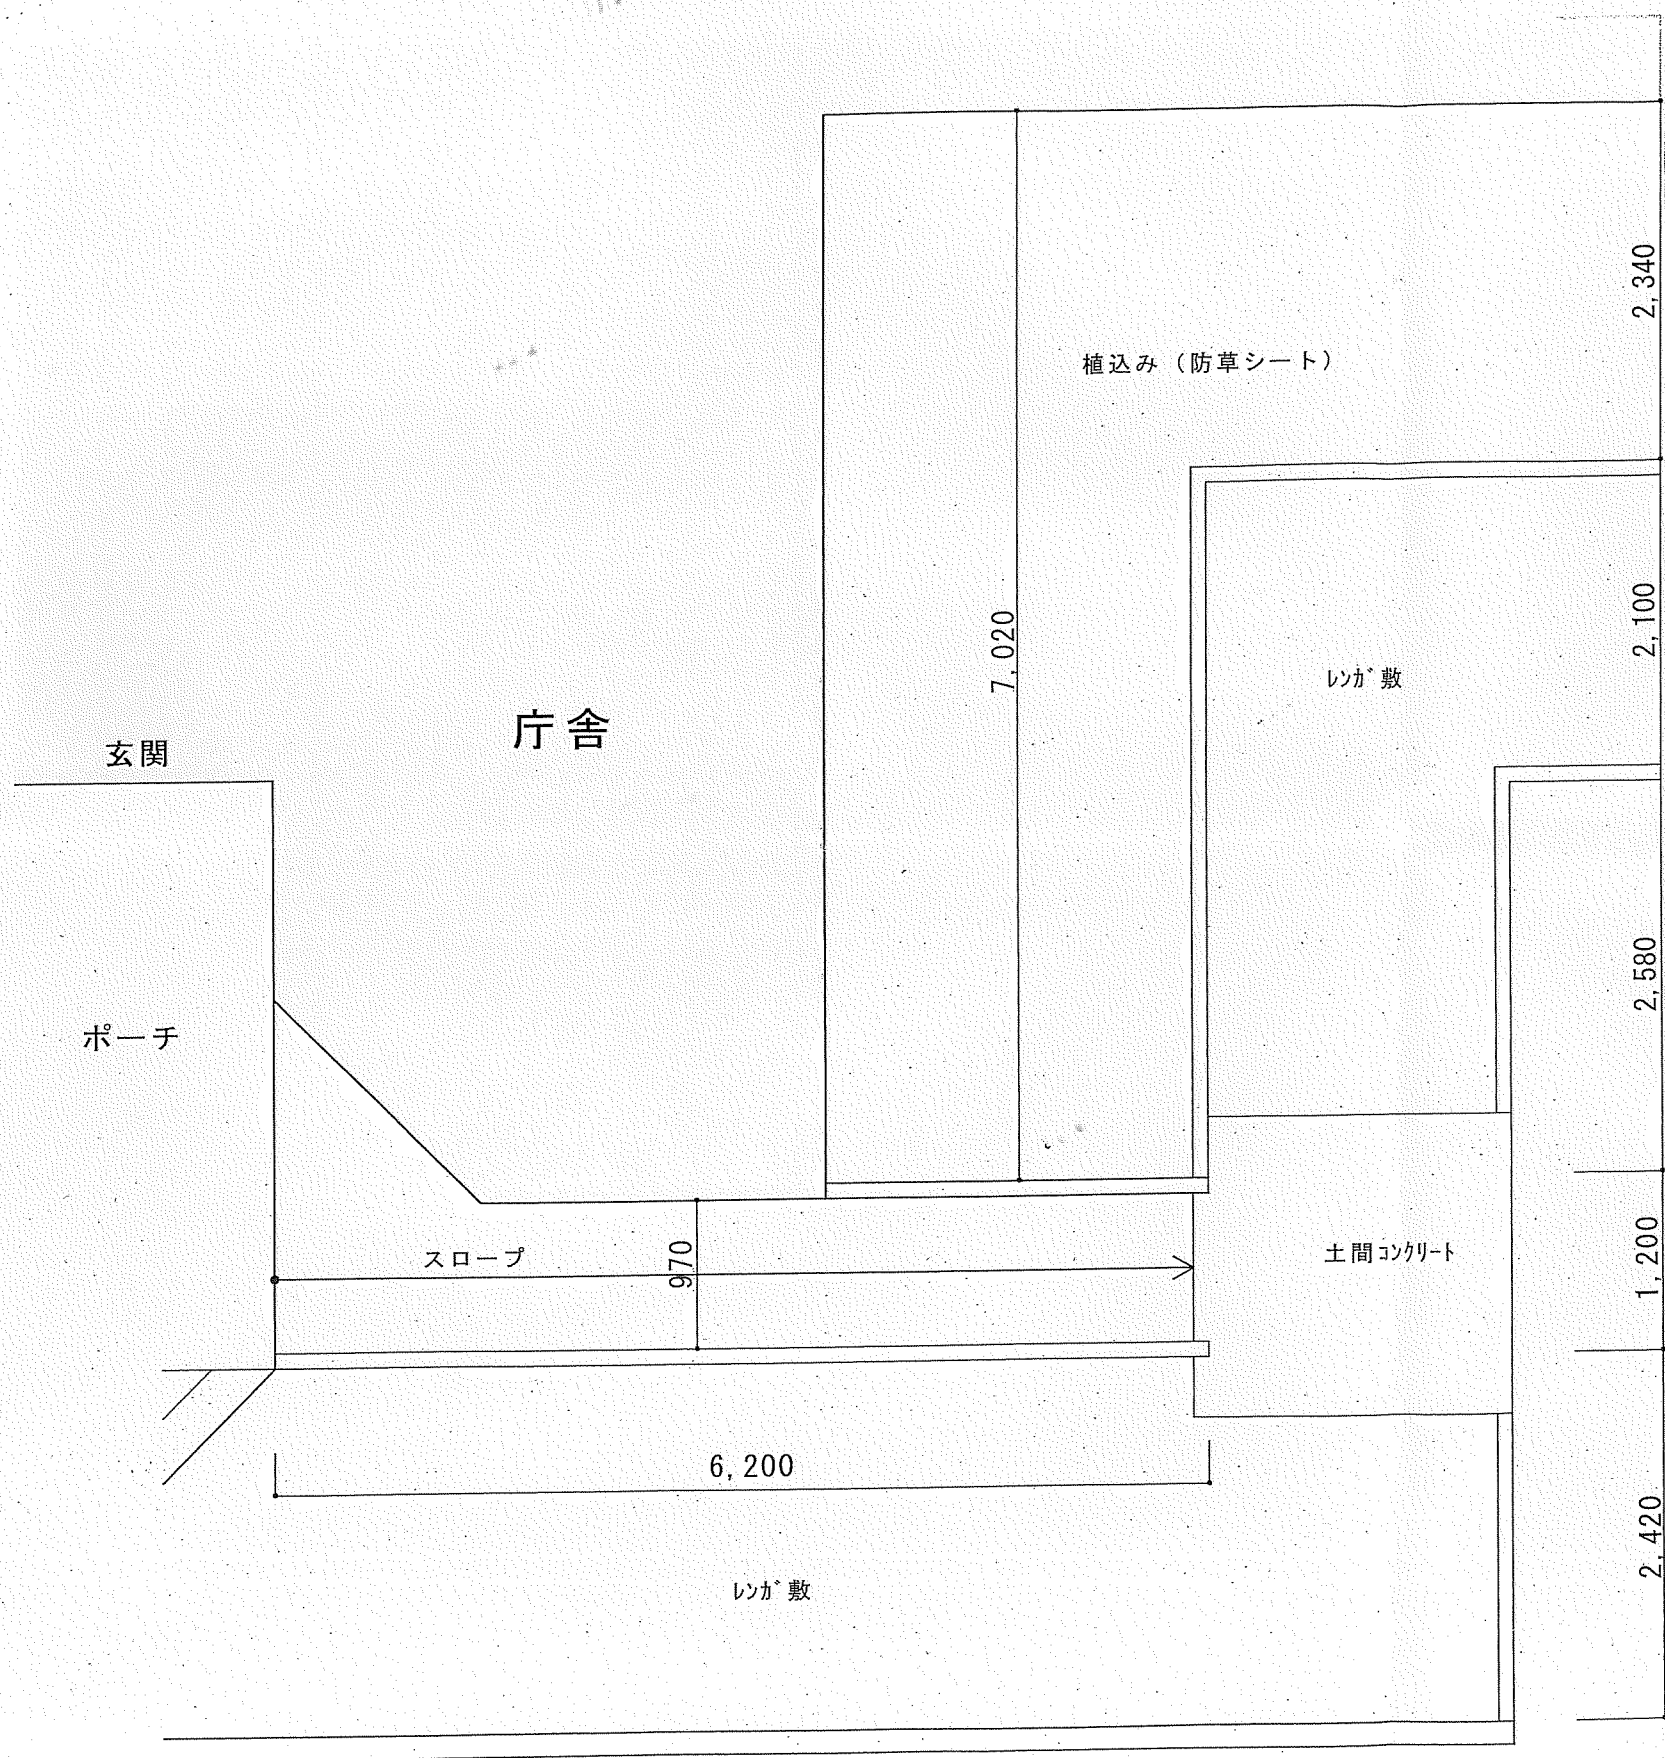 2,340
植込み（防草シート）
7,020
2,100
ﾚﾝｶﾞ敷
庁舎
玄関
2,580
ポーチ
1,200
土間ｺﾝｸﾘｰﾄ
スロープ
970
6,200
2,420
ﾚﾝｶﾞ敷